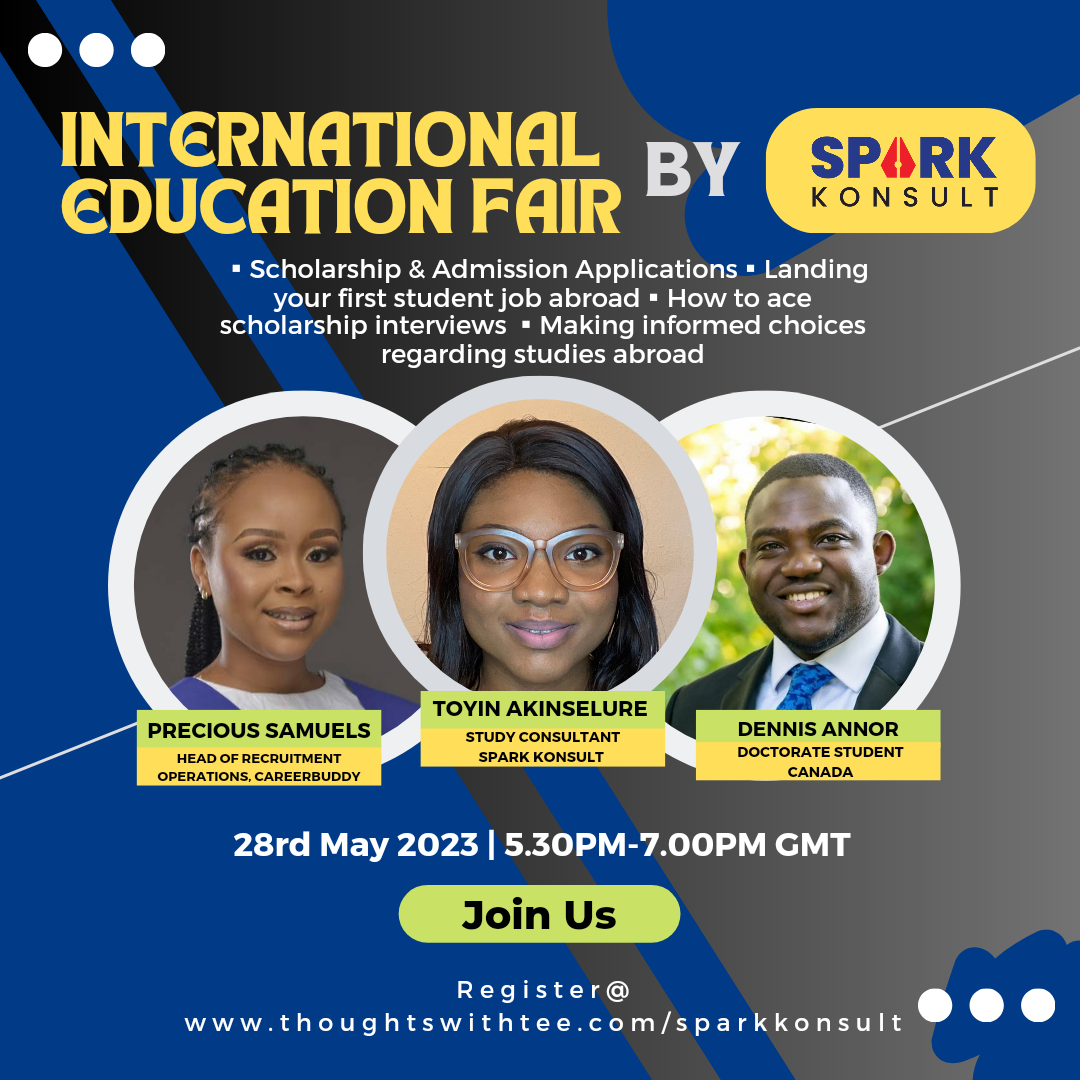 INTERNATIONAL
EDUCATION FAIR
BY
SPARK
KONSULT
▪ Scholarship & Admission Applications ▪ Landing
your first student job abroad ▪ How to ace
scholarship interviews ▪ Making informed choices
regarding studies abroad
PRECIOUS SAMUELS
HEAD OF RECRUITMENT
OPERATIONS, CAREERBUDDY
TOYIN AKINSELURE
STUDY CONSULTANT
SPARK KONSULT
DENNIS ANNOR
DOCTORATE STUDENT
CANADA
28rd May 2023 | 5.30PM-7.00PM GMT
Join Us
Register@
www.thoughtswithtee.com/sparkkonsult